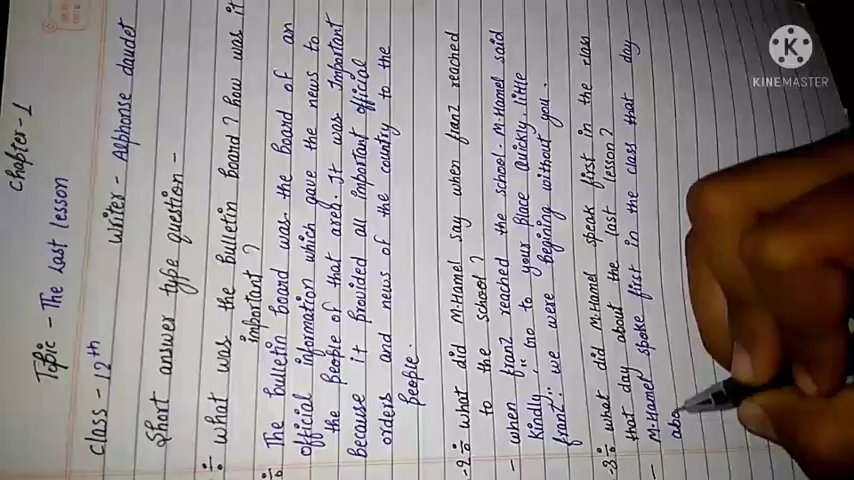 Chapter-1
Topic - The Last lesson
Class - 12th
Writer - Alphonse daudet
Short answer type question -
what was the bulletin board? how was it
important?
The bulletin board was the board of an
official information which gave the news to
the people of that area. It was important
because it provided all important official
orders and news of the country to the
people.
-2 what did M.Hamel say when franz reached
to the school?
- when franz reached the school. M.Hamel said
kindly, "Go to your place quickly, little
franz". we were begining without you.
-3 what did M.Hamel speak first in the class
that day about the last lesson?
- M.Hamel spoke first in the class that day
abo
KINEMASTER